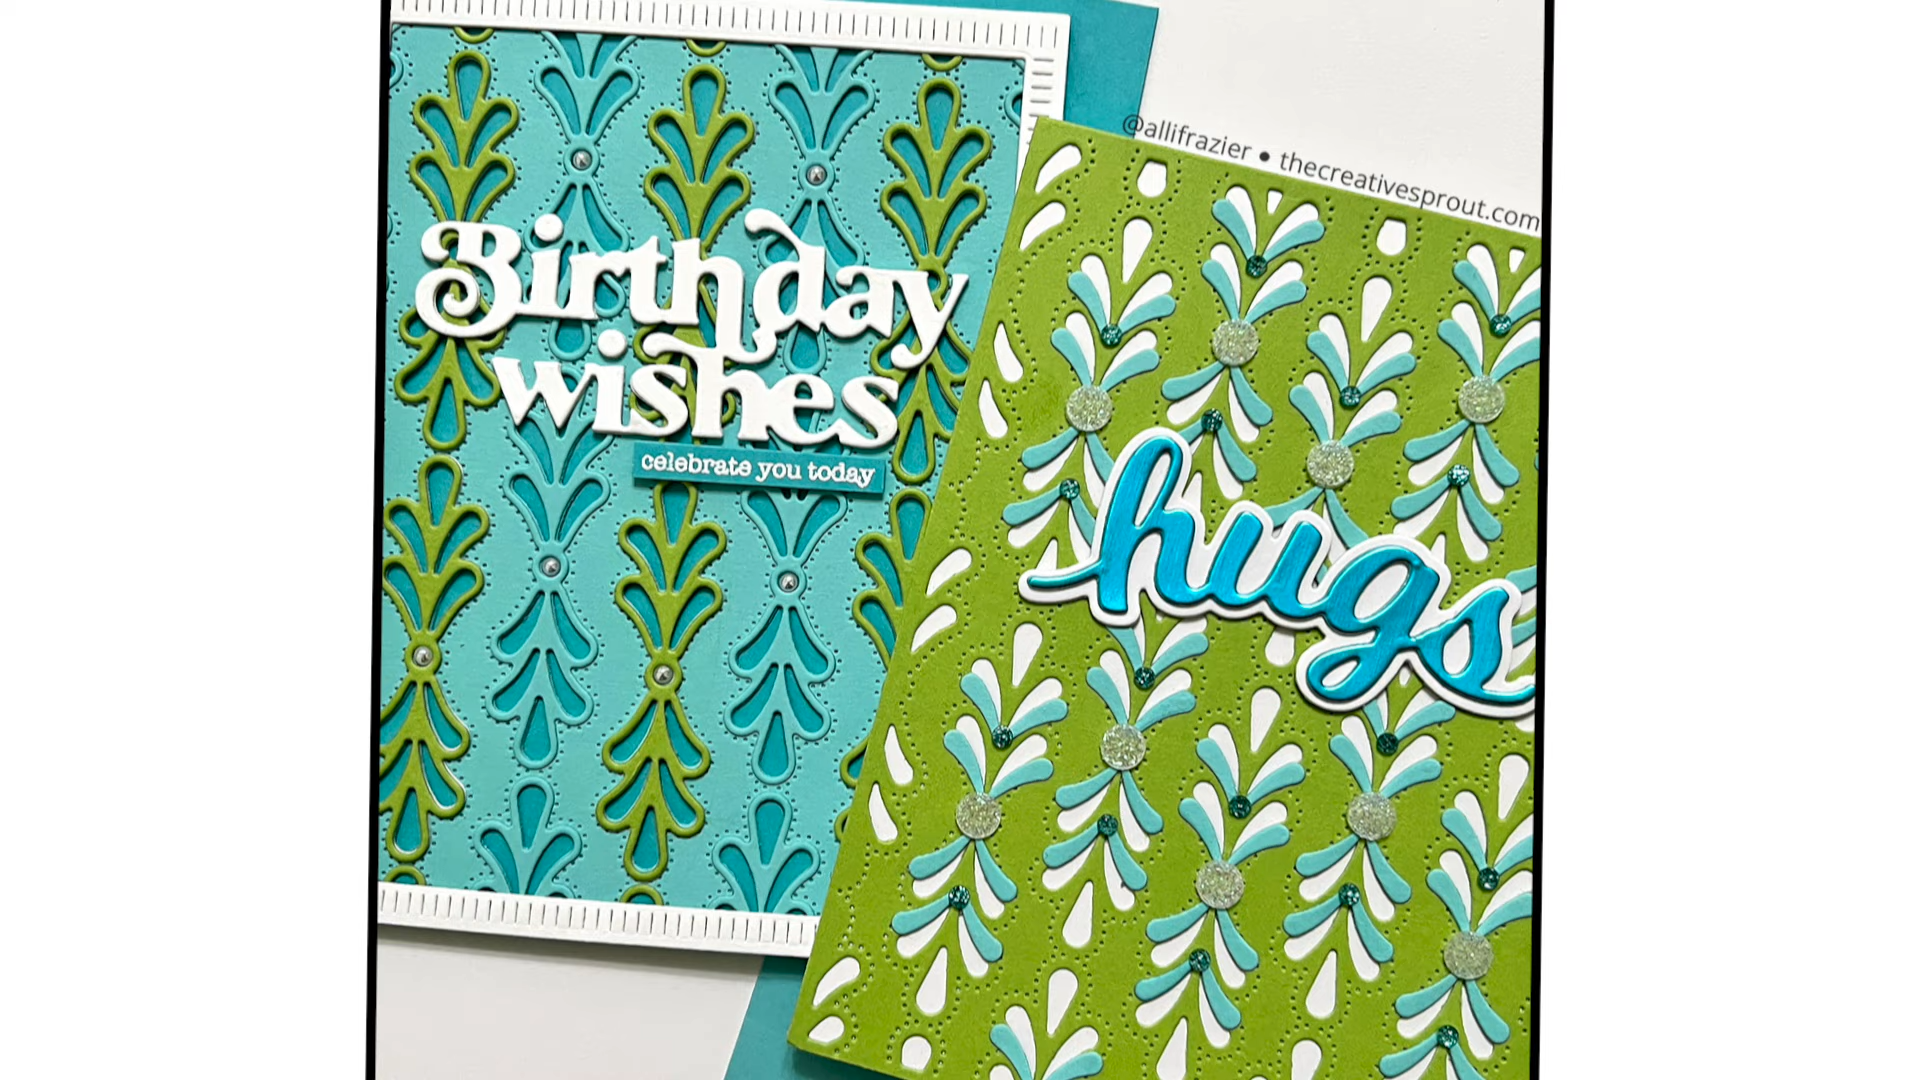 @allifrazier • thecreativesprout.com
Birthday
wishes
celebrate you today
hugs